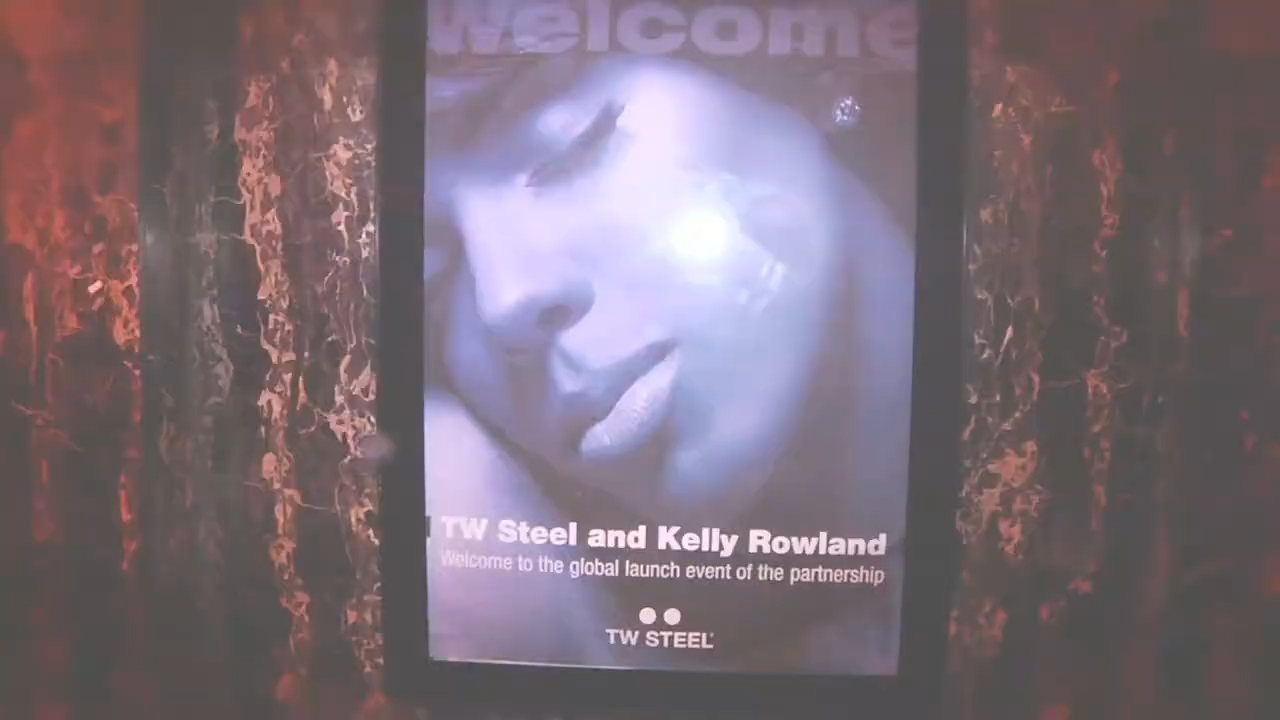 welcome
TW Steel and Kelly Rowland
Welcome to the global launch event of the partnership
TW STEEL